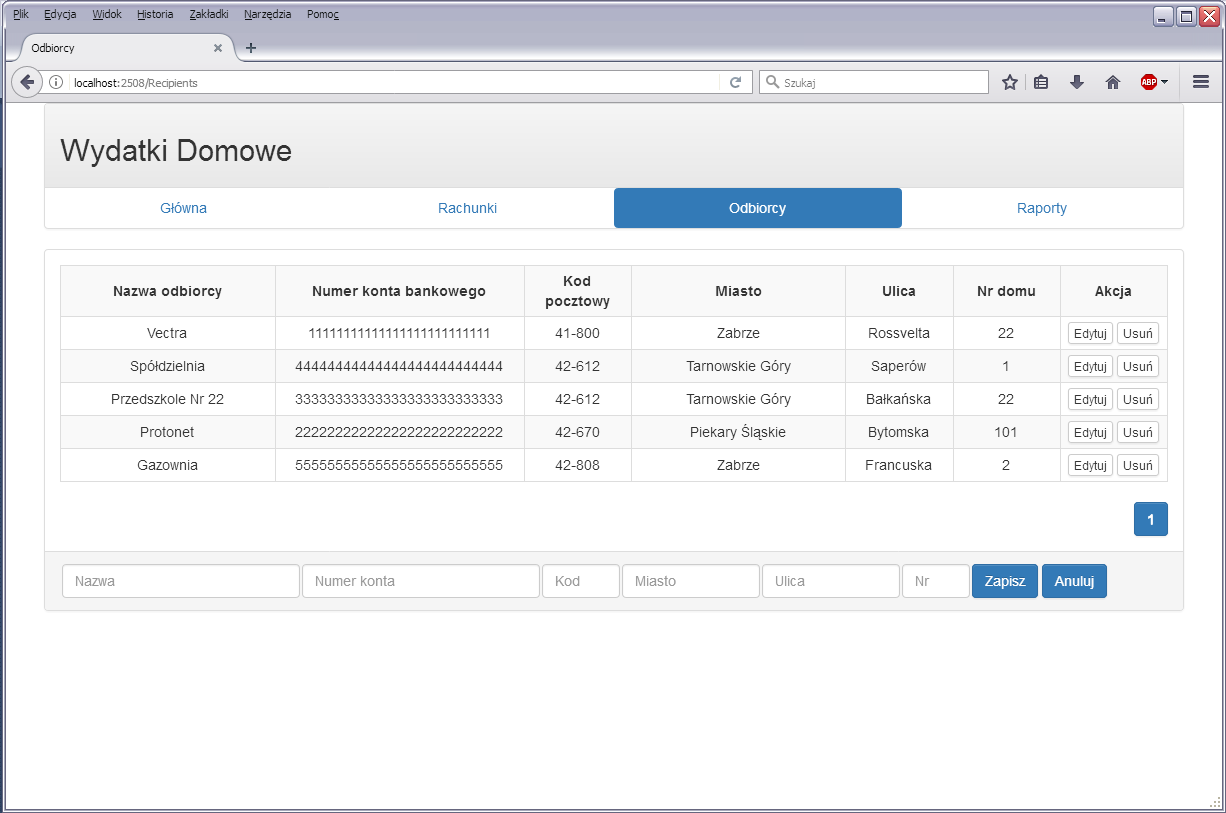 Plik Edycja Widok Historia Zakładki Narzędzia Pomoc
Odbiorcy
localhost:2508/Recipients
Szukaj
ABP
Wydatki Domowe
Główna Rachunki Odbiorcy Raporty
Nazwa odbiorcy Numer konta bankowego Kod pocztowy Miasto Ulica Nr domu Akcja
Vectra 11111111111111111111111111 41-800 Zabrze Rossvelta 22 Edytuj Usuń
Spółdzielnia 44444444444444444444444444 42-612 Tarnowskie Góry Saperów 1 Edytuj Usuń
Przedszkole Nr 22 33333333333333333333333333 42-612 Tarnowskie Góry Bałkańska 22 Edytuj Usuń
Protonet 22222222222222222222222222 42-670 Piekary Śląskie Bytomska 101 Edytuj Usuń
Gazownia 55555555555555555555555555 42-808 Zabrze Francuska 2 Edytuj Usuń
1
Nazwa Numer konta Kod Miasto Ulica Nr Zapisz Anuluj